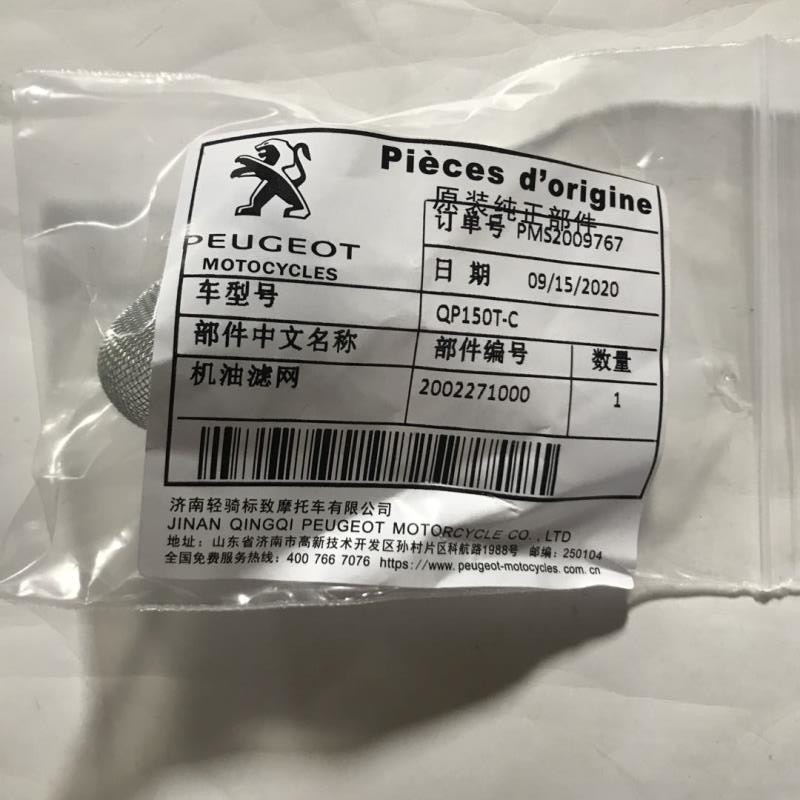 Pièces d'origine
原装纯正部件
PEUGEOT
MOTOCYCLES
订单号 PMS2009767
日 期 09/15/2020
车型号 QP150T-C
部件中文名称 部件编号 数量
机油滤网 2002271000 1
济南轻骑标致摩托车有限公司
JINAN QINGQI PEUGEOT MOTORCYCLE CO., LTD
地址：山东省济南市高新技术开发区孙村片区科航路1988号 邮编：250104
全国免费服务热线：400 766 7076 https://www.peugeot-motocycles.com.cn